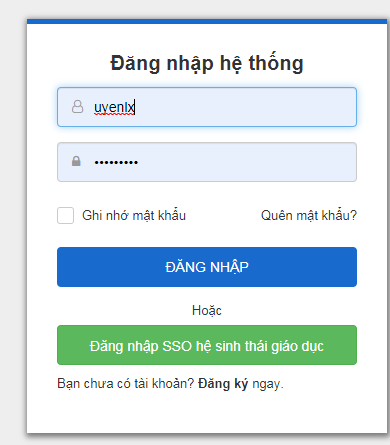 Đăng nhập hệ thống
uyenlx
•••••••••
Ghi nhớ mật khẩu Quên mật khẩu?
ĐĂNG NHẬP
Hoặc
Đăng nhập SSO hệ sinh thái giáo dục
Bạn chưa có tài khoản? Đăng ký ngay.